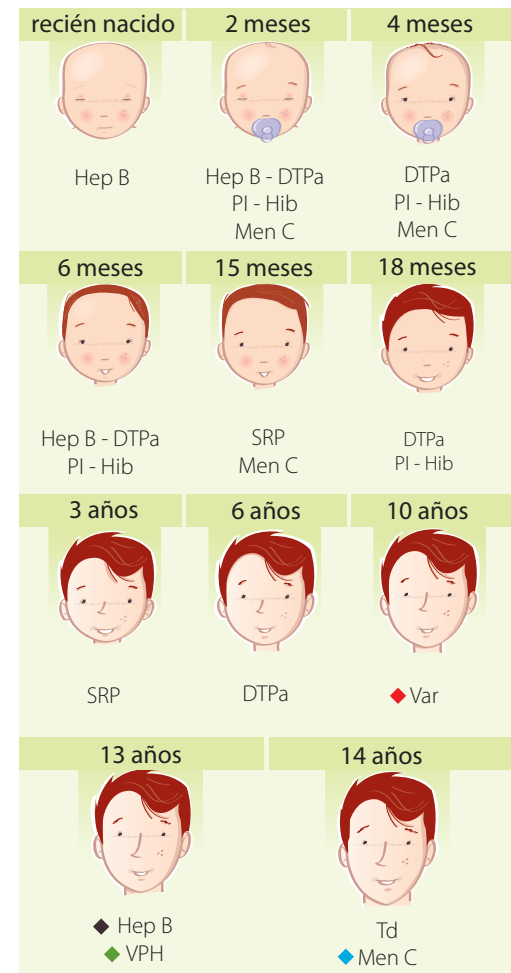 recién nacido
2 meses
4 meses
Hep B
Hep B - DTPa
PI - Hib
Men C
DTPa
PI - Hib
Men C
6 meses
15 meses
18 meses
Hep B - DTPa
PI - Hib
SRP
Men C
DTPa
PI - Hib
3 años
6 años
10 años
SRP
DTPa
Var
13 años
14 años
Hep B
VPH
Td
Men C